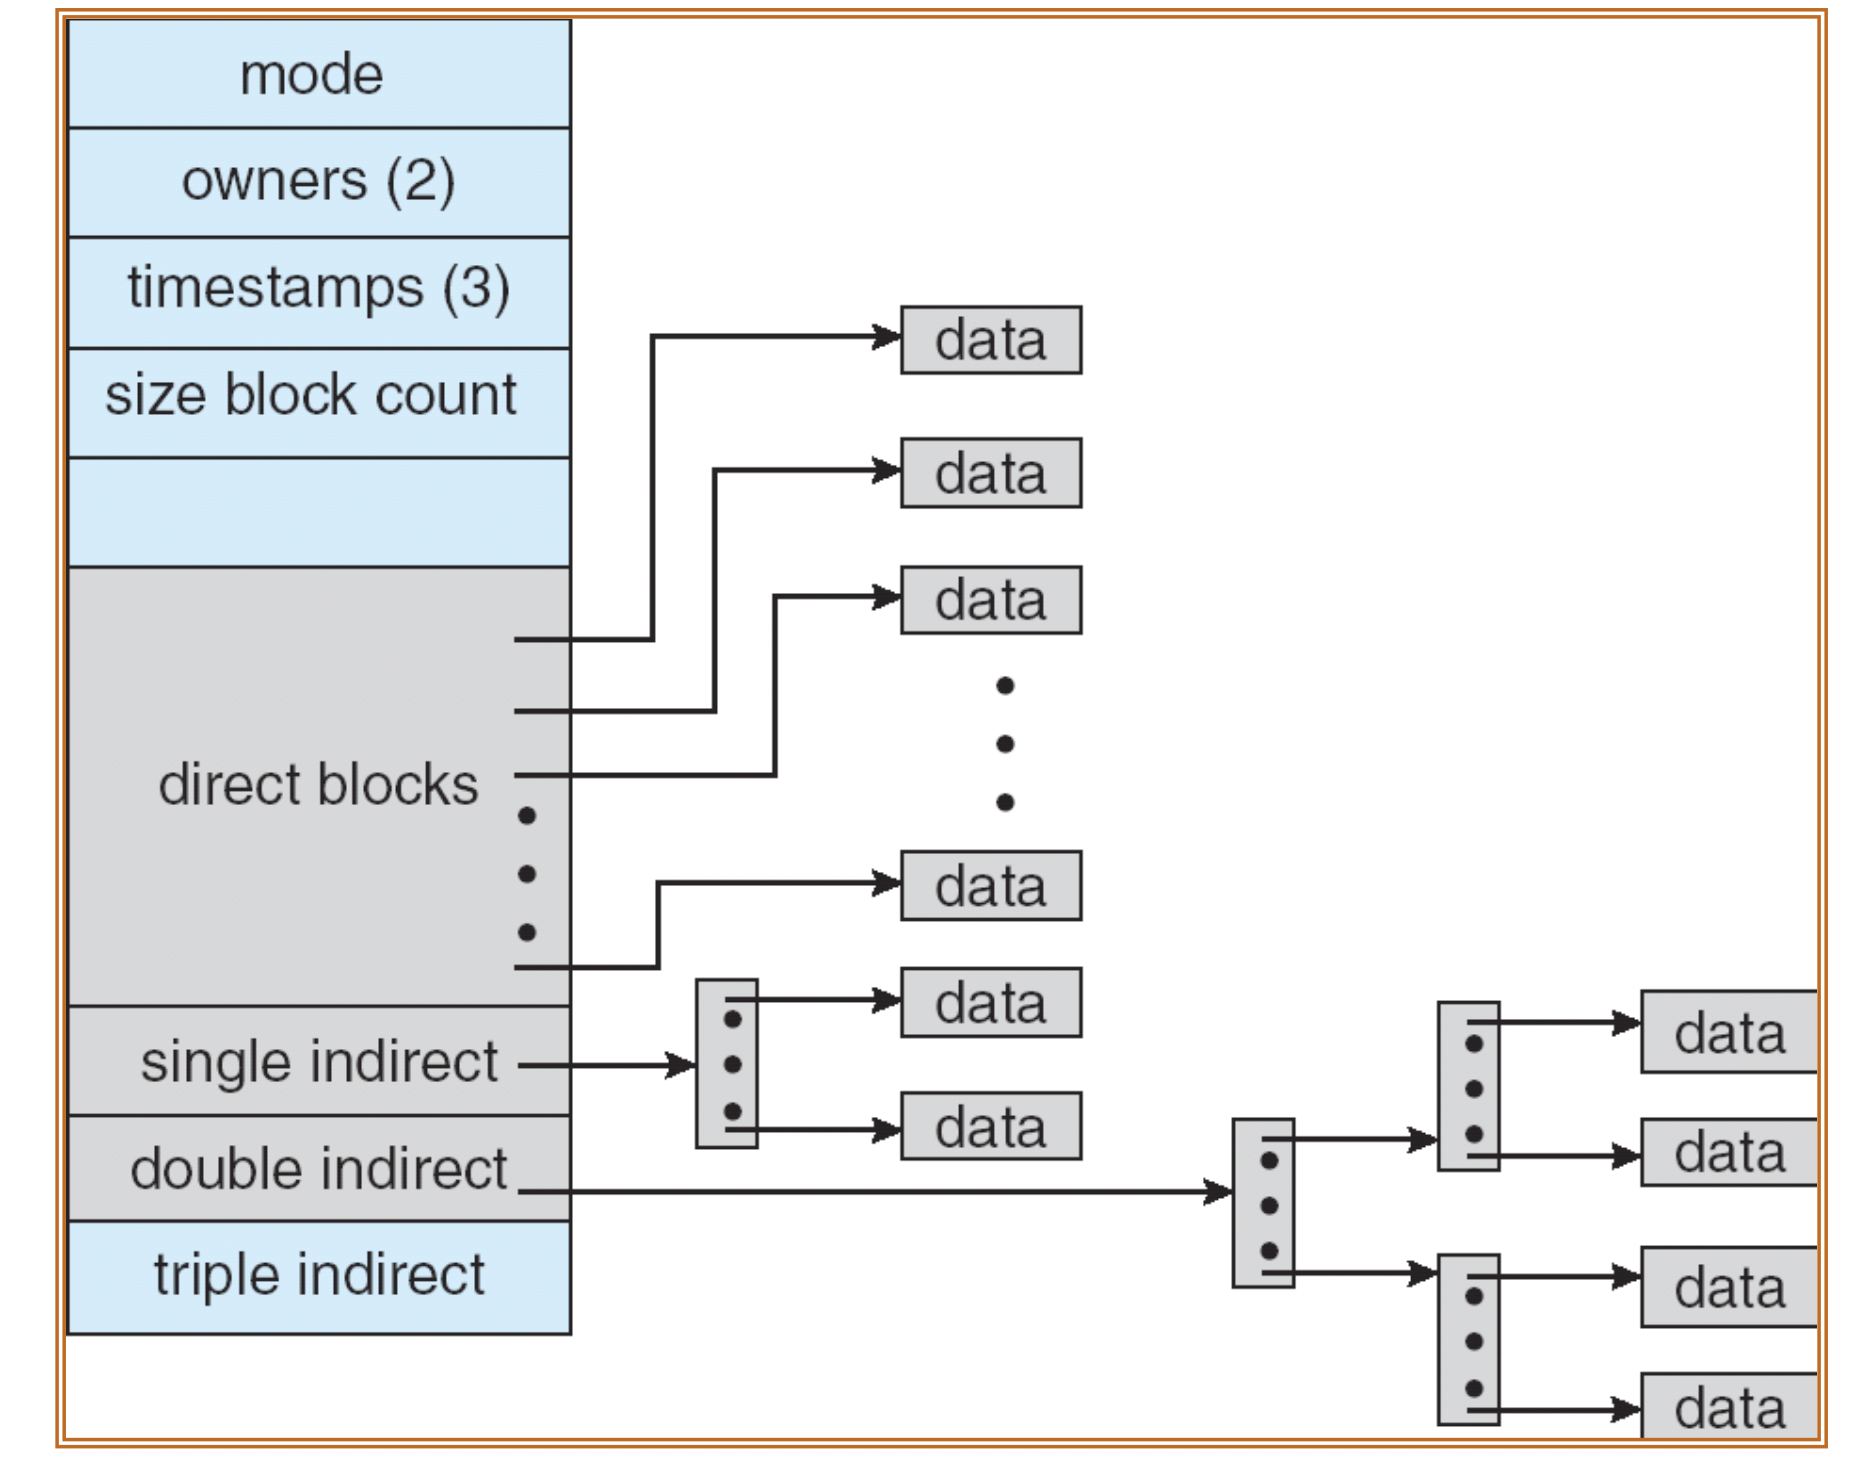 mode
owners (2)
timestamps (3)
size block count
direct blocks
single indirect
double indirect
triple indirect
data
data
data
data
data
data
data
data
data
data